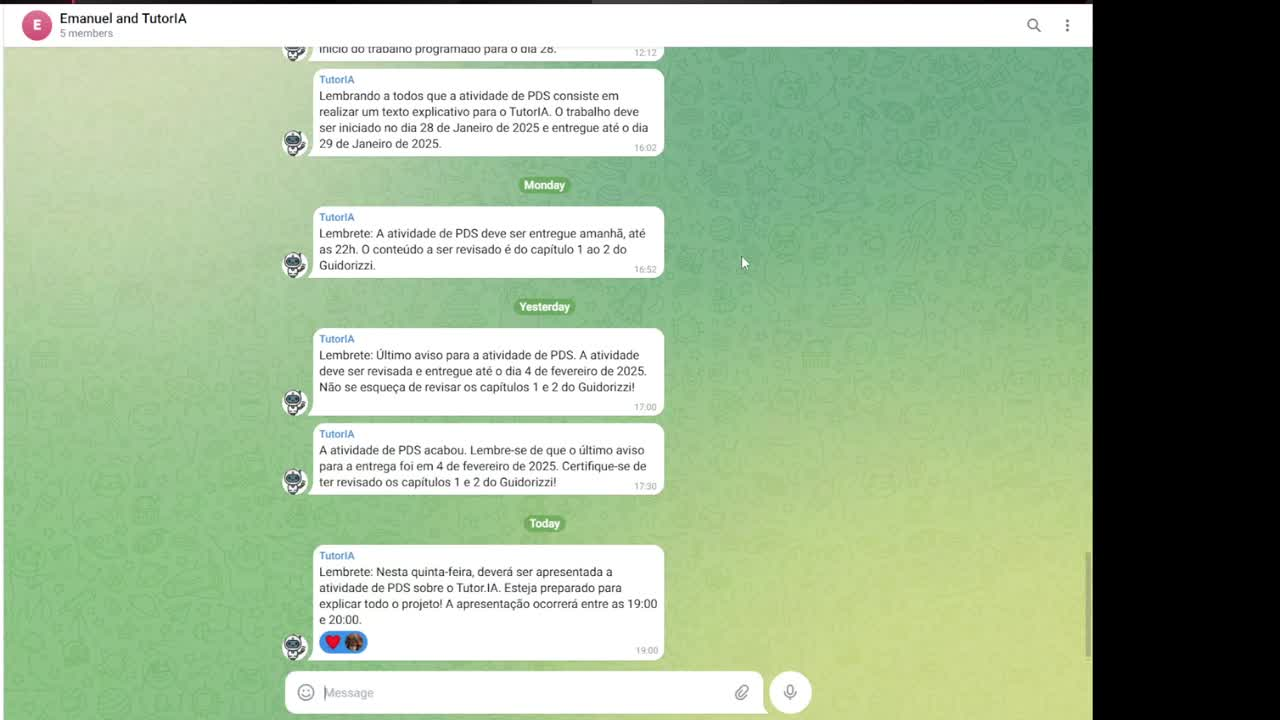 E
Emanuel and TutorIA
5 members
início do trabalho programado para o dia 28.
12:12
TutorIA
Lembrando a todos que a atividade de PDS consiste em
realizar um texto explicativo para o TutorIA. O trabalho deve
ser iniciado no dia 28 de Janeiro de 2025 e entregue até o dia
29 de Janeiro de 2025.
16:02
Monday
TutorIA
Lembrete: A atividade de PDS deve ser entregue amanhã, até
as 22h. O conteúdo a ser revisado é do capítulo 1 ao 2 do
Guidorizzi.
16:52
Yesterday
TutorIA
Lembrete: Último aviso para a atividade de PDS. A atividade
deve ser revisada e entregue até o dia 4 de fevereiro de 2025.
Não se esqueça de revisar os capítulos 1 e 2 do Guidorizzi!
17:00
TutorIA
A atividade de PDS acabou. Lembre-se de que o último aviso
para a entrega foi em 4 de fevereiro de 2025. Certifique-se de
ter revisado os capítulos 1 e 2 do Guidorizzi!
17:30
Today
TutorIA
Lembrete: Nesta quinta-feira, deverá ser apresentada a
atividade de PDS sobre o Tutor.IA. Esteja preparado para
explicar todo o projeto! A apresentação ocorrerá entre as 19:00
e 20:00.
19:00
Message